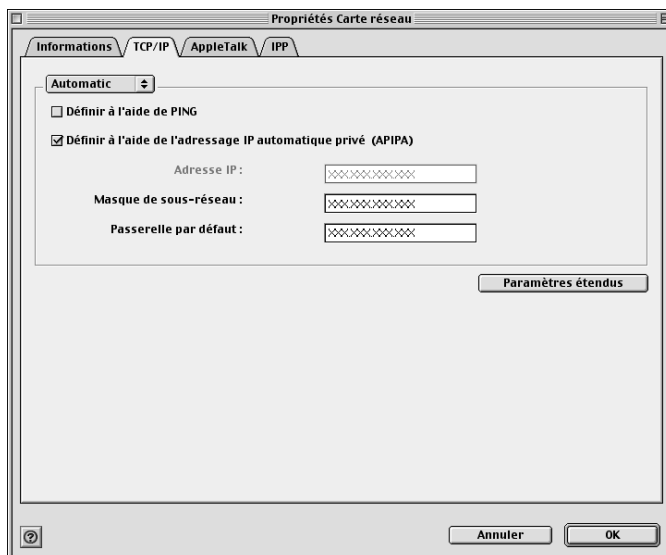 Propriétés Carte réseau
Informations TCP/IP AppleTalk IPP
Automatic
Définir à l'aide de PING
Définir à l'aide de l'adressage IP automatique privé (APIPA)
Adresse IP : XXX.XXX.XXX.XXX
Masque de sous-réseau : XXX.XXX.XXX.XXX
Passerelle par défaut : XXX.XXX.XXX.XXX
Paramètres étendus
? Annuler OK